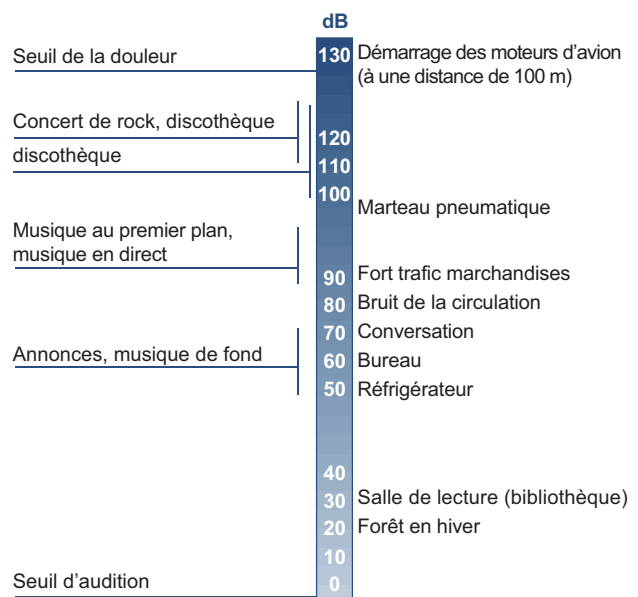 dB
Seuil de la douleur
130
Démarrage des moteurs d’avion
(à une distance de 100 m)
Concert de rock, discothèque
120
discothèque
110
100
Marteau pneumatique
Musique au premier plan,
musique en direct
90
Fort trafic marchandises
80
Bruit de la circulation
70
Conversation
Annonces, musique de fond
60
Bureau
50
Réfrigérateur
40
30
Salle de lecture (bibliothèque)
20
Forêt en hiver
10
Seuil d’audition
0